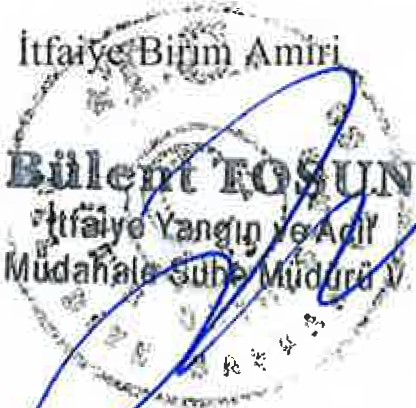 İtfaiye Birim Amiri
Bülent TOSUN
İtfaiye Yangın ve Acil
Müdahale Şube Müdürü V.